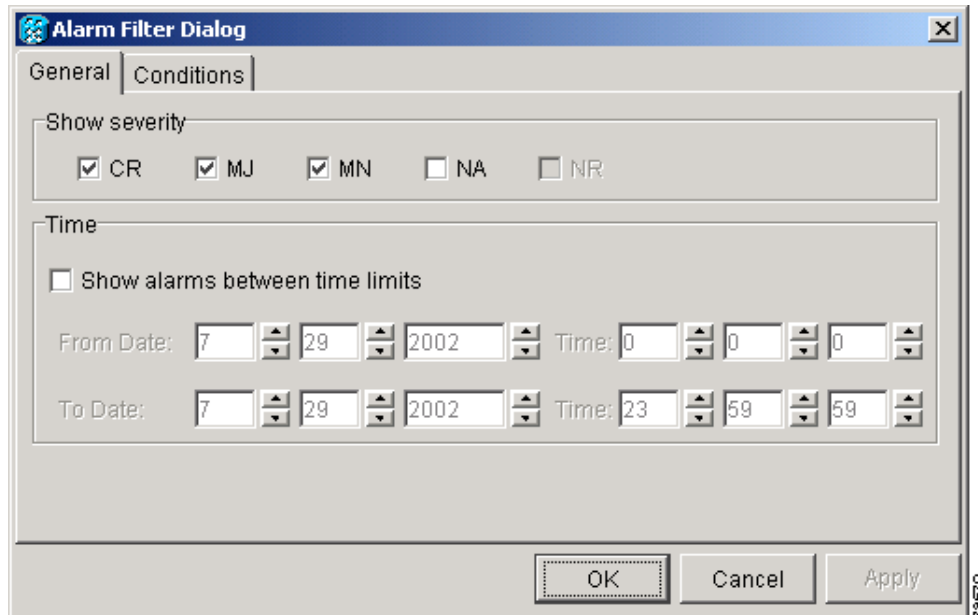 Alarm Filter Dialog
General Conditions
Show severity
CR MJ MN NA NR
Time
Show alarms between time limits
From Date: 7 29 2002 Time: 0 0 0
To Date: 7 29 2002 Time: 23 59 59
OK Cancel Apply